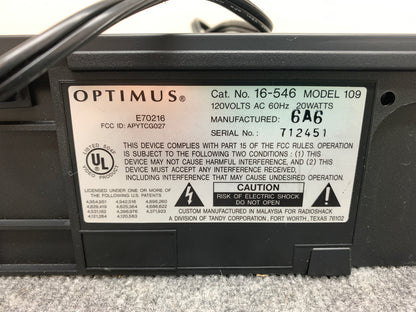 OPTIMUS®
Cat. No. 16-546 MODEL 109
120VOLTS AC 60Hz 20WATTS
E70216
FCC ID: APYTCG027
MANUFACTURED: 6A6
SERIAL No.: 712451
THIS DEVICE COMPLIES WITH PART 15 OF THE FCC RULES. OPERATION
IS SUBJECT TO THE FOLLOWING TWO CONDITIONS: (1) THIS
DEVICE MAY NOT CAUSE HARMFUL INTERFERENCE, AND (2) THIS
DEVICE MUST ACCEPT ANY INTERFERENCE RECEIVED, INCLUDING
INTERFERENCE THAT MAY CAUSE UNDESIRED OPERATION.
UL
LISTED
LICENSED UNDER ONE OR MORE
OF THE FOLLOWING U.S. PATENTS
CAUTION
RISK OF ELECTRIC SHOCK
DO NOT OPEN
CUSTOM MANUFACTURED IN MALAYSIA FOR RADIOSHACK
A DIVISION OF TANDY CORPORATION, FORT WORTH, TEXAS 76102